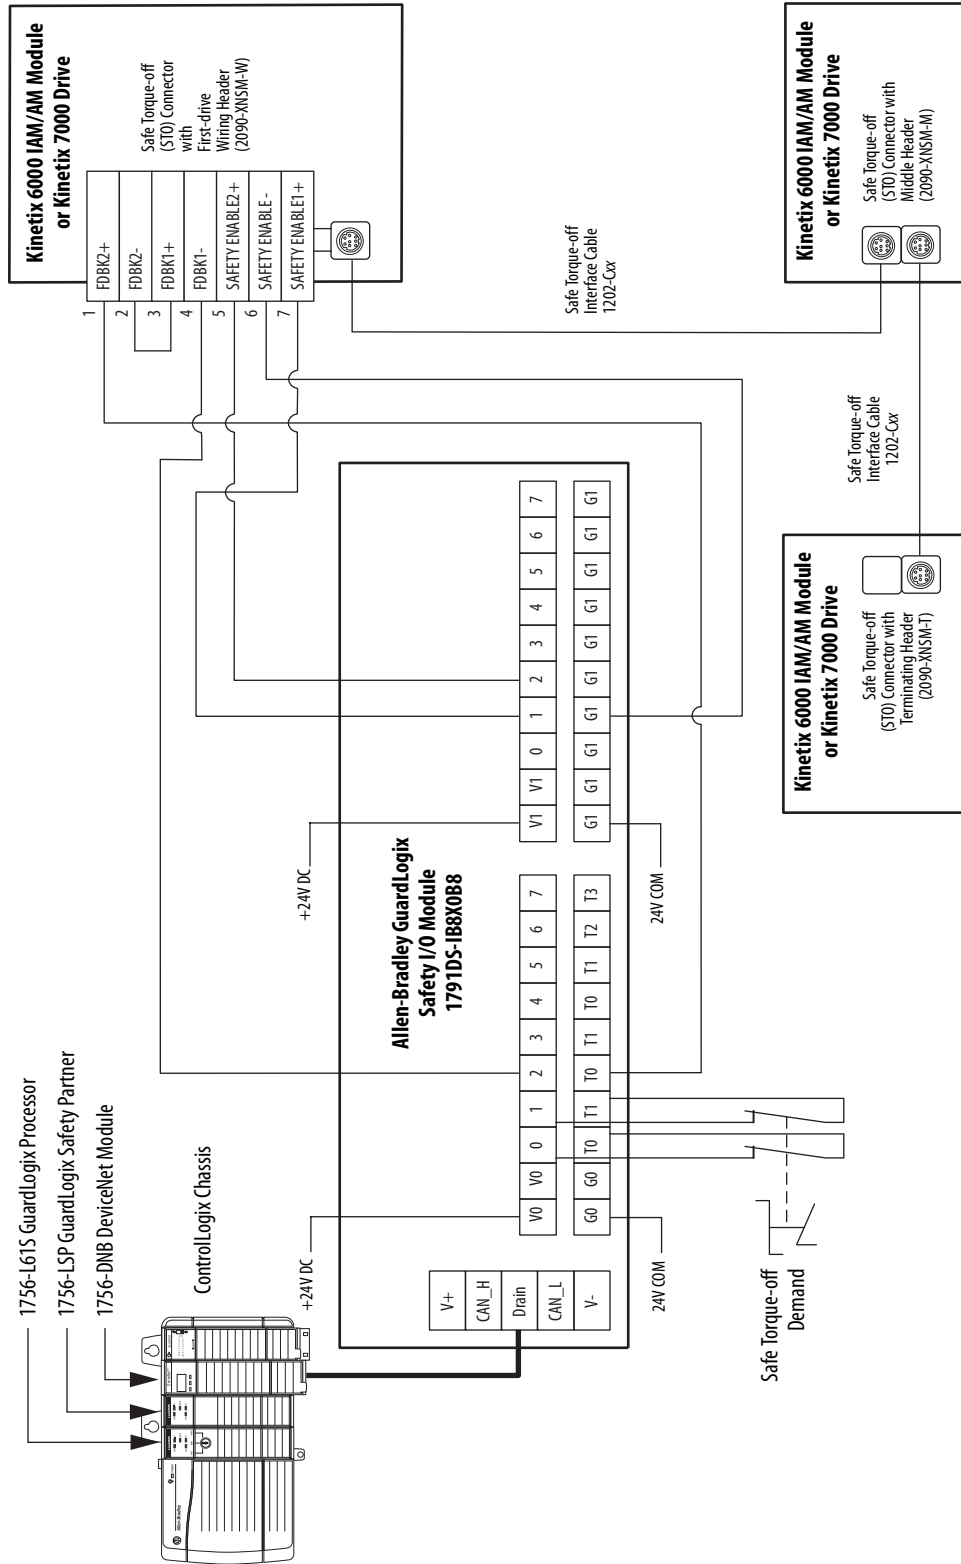 1756-L61S GuardLogix Processor
1756-LSP GuardLogix Safety Partner
1756-DNB DeviceNet Module
ControlLogix Chassis
Allen-Bradley
+24V DC
24V COM
V+
CAN_H
Drain
CAN_L
V-
Allen-Bradley GuardLogix
Safety I/O Module
1791DS-IB8XOB8
V0 V0 0 1 2 3 4 5 6 7
G0 G0 T0 T1 T0 T1 T0 T1 T2 T3
+24V DC
24V COM
V1 V1 0 1 2 3 4 5 6 7
G1 G1 G1 G1 G1 G1 G1 G1 G1 G1
Safe Torque-off
Demand
Kinetix 6000 IAM/AM Module
or Kinetix 7000 Drive
Safe Torque-off
(STO) Connector
with
First-drive
Wiring Header
(2090-XNSM-W)
1 FDBK2+
2 FDBK2-
3 FDBK1+
4 FDBK1-
5 SAFETY ENABLE2+
6 SAFETY ENABLE-
7 SAFETY ENABLE1+
Safe Torque-off
Interface Cable
1202-Cxx
Kinetix 6000 IAM/AM Module
or Kinetix 7000 Drive
Safe Torque-off
(STO) Connector with
Middle Header
(2090-XNSM-M)
Safe Torque-off
Interface Cable
1202-Cxx
Kinetix 6000 IAM/AM Module
or Kinetix 7000 Drive
Safe Torque-off
(STO) Connector with
Terminating Header
(2090-XNSM-T)